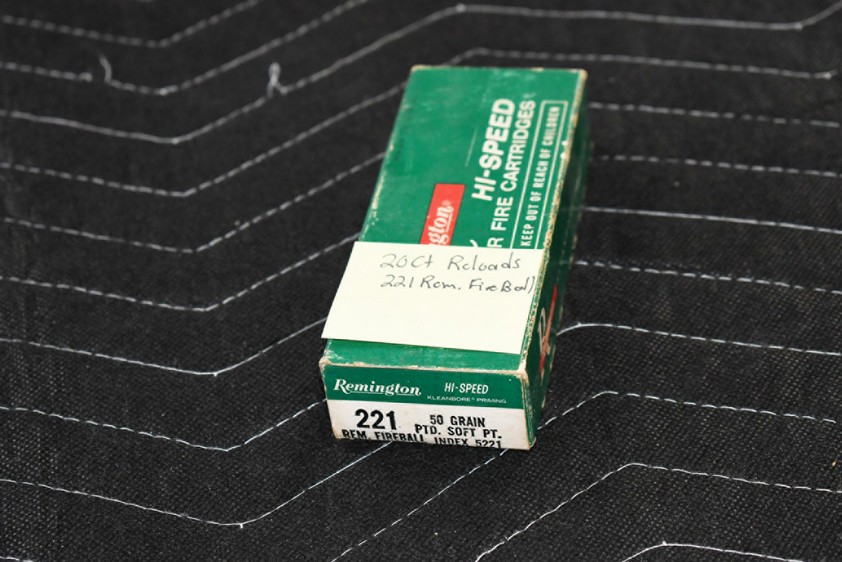 HI-SPEED
R FIRE CARTRIDGES
KEEP OUT OF REACH OF CHILDREN
gton®
20Ct Reloads
221 Rem. FireBall
Remington® HI-SPEED
KLEANBORE® PRIMING
221 50 GRAIN
PTD. SOFT PT.
REM. FIREBALL INDEX 5221